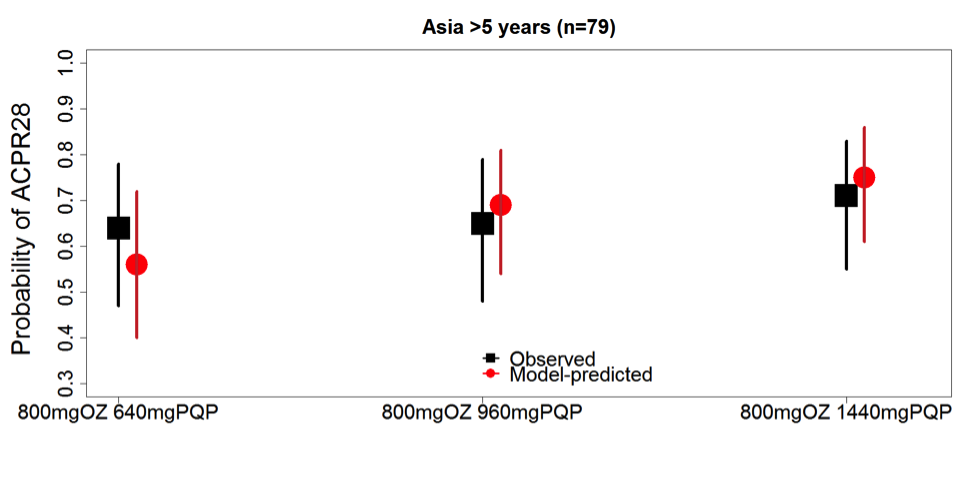 Asia >5 years (n=79)
Probability of ACPR28
1.0
0.9
0.8
0.7
0.6
0.5
0.4
0.3
Observed
Model-predicted
800mgOZ 640mgPQP
800mgOZ 960mgPQP
800mgOZ 1440mgPQP